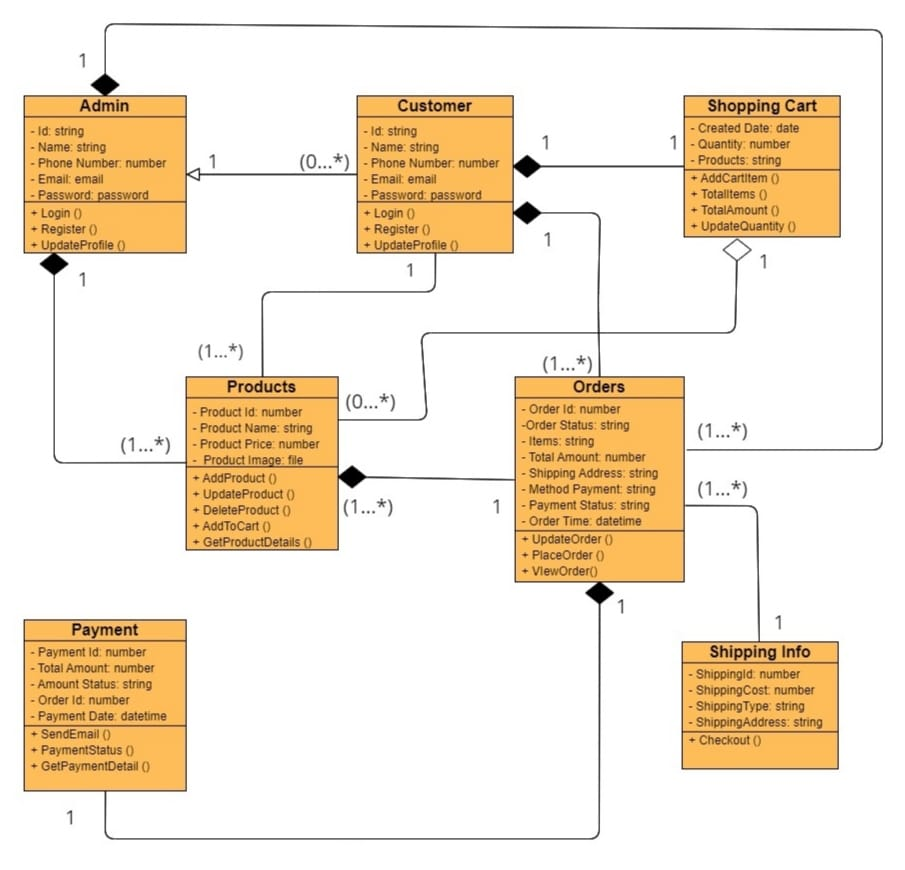 1
Admin
- Id: string
- Name: string
- Phone Number: number
- Email: email
- Password: password
+ Login ()
+ Register ()
+ UpdateProfile ()
1
(0...*)
1
Customer
- Id: string
- Name: string
- Phone Number: number
- Email: email
- Password: password
+ Login ()
+ Register ()
+ UpdateProfile ()
1
1
1
1
Shopping Cart
- Created Date: date
- Quantity: number
- Products: string
+ AddCartItem ()
+ TotalItems ()
+ TotalAmount ()
+ UpdateQuantity ()
1
(1...*)
(0...*)
(1...*)
Products
- Product Id: number
- Product Name: string
- Product Price: number
- Product Image: file
+ AddProduct ()
+ UpdateProduct ()
+ DeleteProduct ()
+ AddToCart ()
+ GetProductDetails ()
(1...*)
1
(1...*)
Orders
- Order Id: number
-Order Status: string
- Items: string
- Total Amount: number
- Shipping Address: string
- Method Payment: string
- Payment Status: string
- Order Time: datetime
+ UpdateOrder ()
+ PlaceOrder ()
+ VIewOrder()
(1...*)
(1...*)
1
1
Payment
- Payment Id: number
- Total Amount: number
- Amount Status: string
- Order Id: number
- Payment Date: datetime
+ SendEmail ()
+ PaymentStatus ()
+ GetPaymentDetail ()
1
Shipping Info
- ShippingId: number
- ShippingCost: number
- ShippingType: string
- ShippingAddress: string
+ Checkout ()